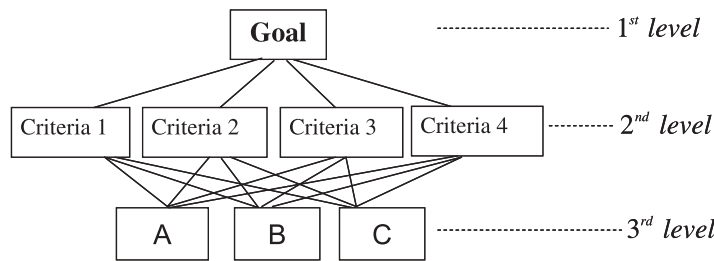 Goal
1st level
Criteria 1
Criteria 2
Criteria 3
Criteria 4
2nd level
A
B
C
3rd level